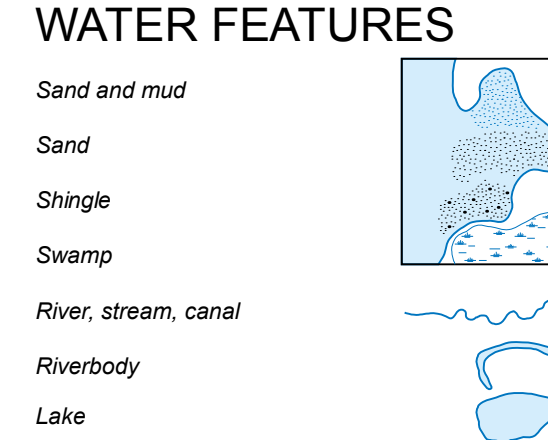 WATER FEATURES
Sand and mud
Sand
Shingle
Swamp
River, stream, canal
Riverbody
Lake